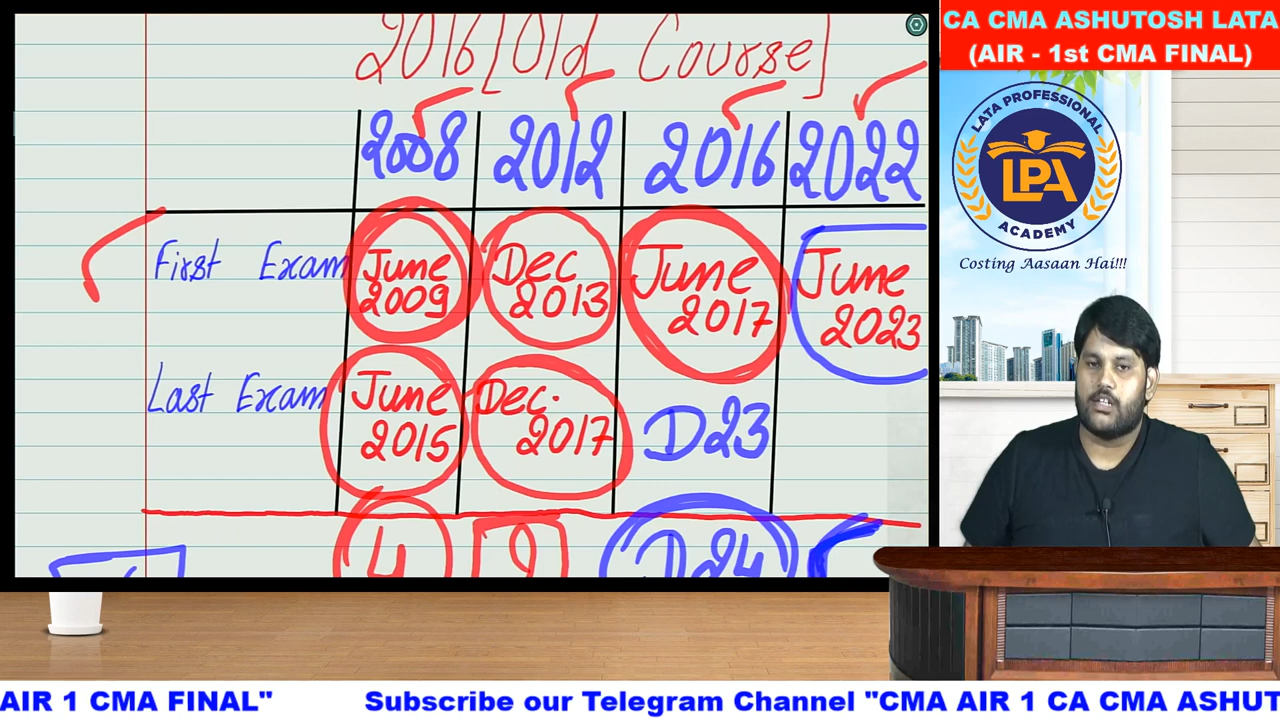 2016[Old Course]
2008 2012 2016 2022
First Exam June 2009 Dec 2013 June 2017 June 2023
Last Exam June 2015 Dec. 2017 D23
4 D24
CA CMA ASHUTOSH LATA
(AIR - 1st CMA FINAL)
LATA PROFESSIONAL
LPA
ACADEMY
Costing Aasaan Hai!!!
AIR 1 CMA FINAL" Subscribe our Telegram Channel "CMA AIR 1 CA CMA ASHUT